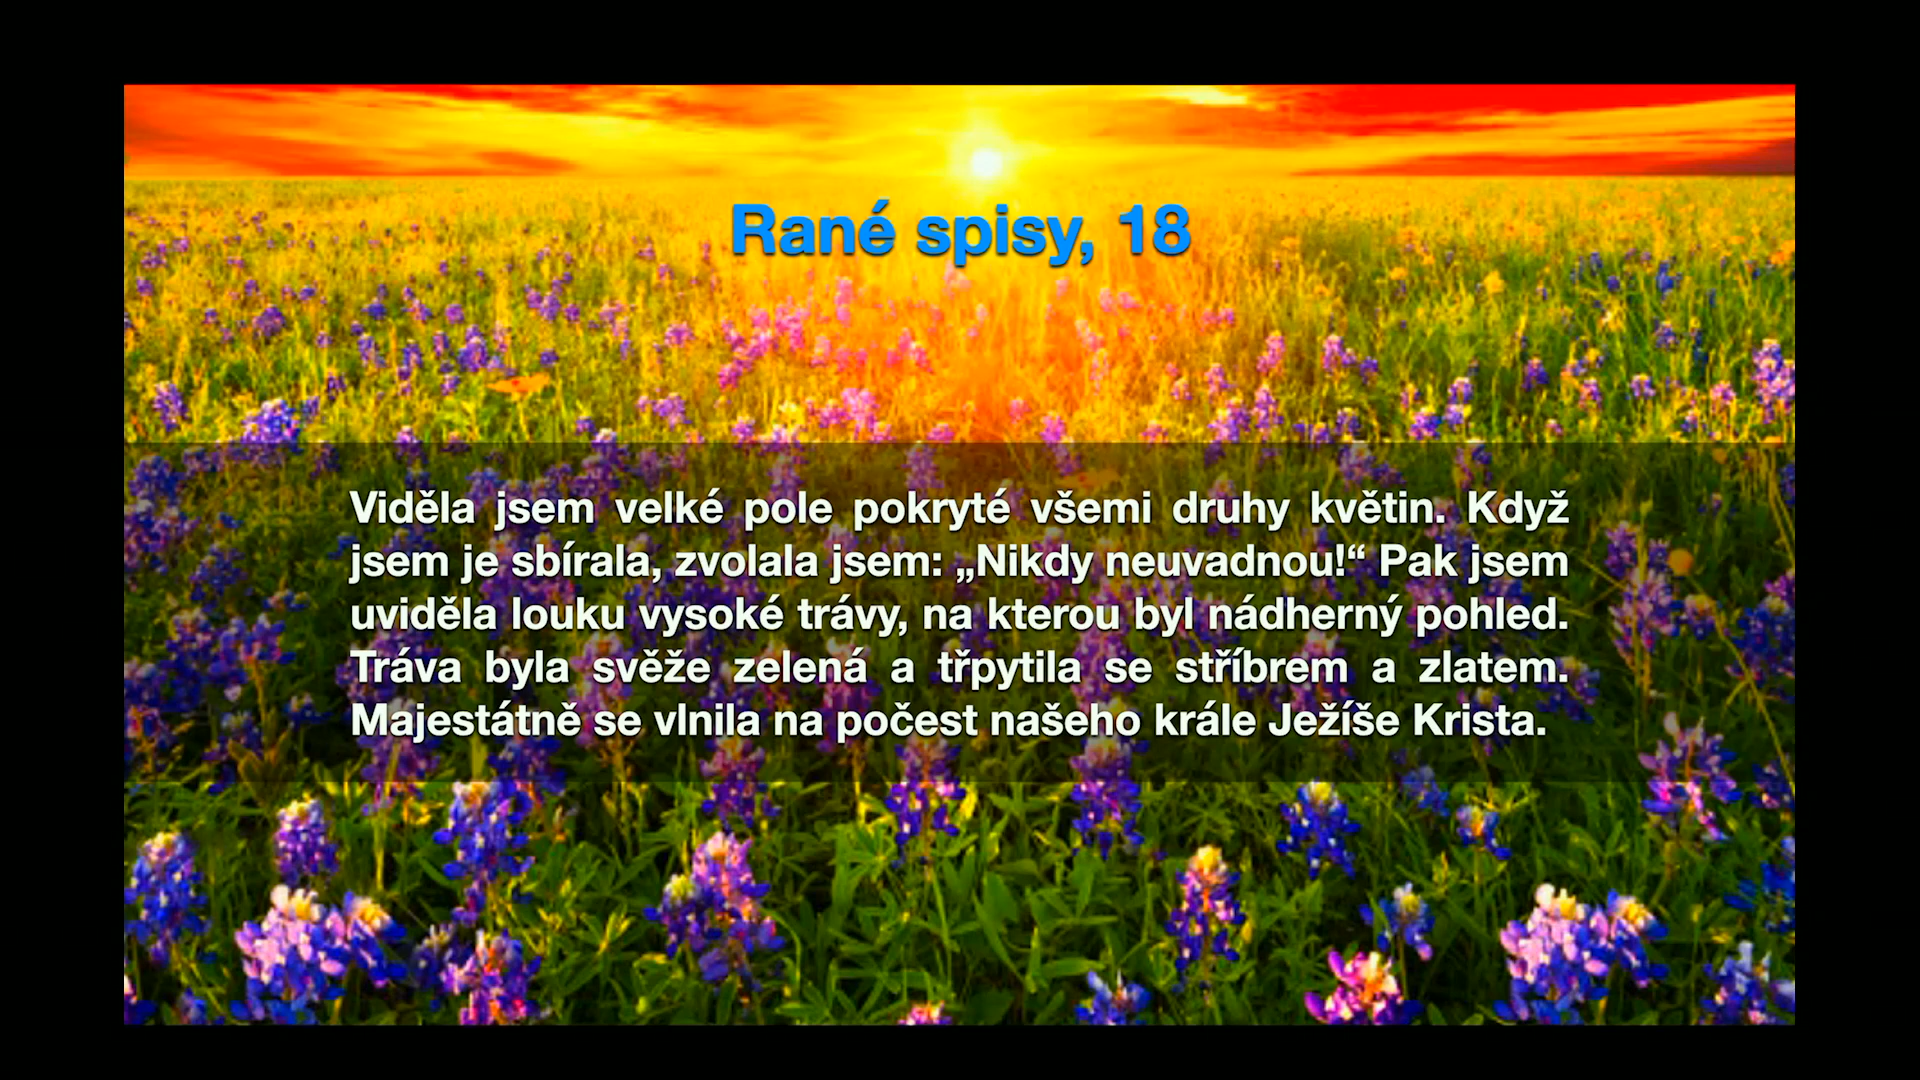 Rané spisy, 18
Viděla jsem velké pole pokryté všemi druhy květin. Když
jsem je sbírala, zvolala jsem: „Nikdy neuvadnou!“ Pak jsem
uviděla louku vysoké trávy, na kterou byl nádherný pohled.
Tráva byla svěže zelená a třpytila se stříbrem a zlatem.
Majestátně se vlnila na počest našeho krále Ježíše Krista.